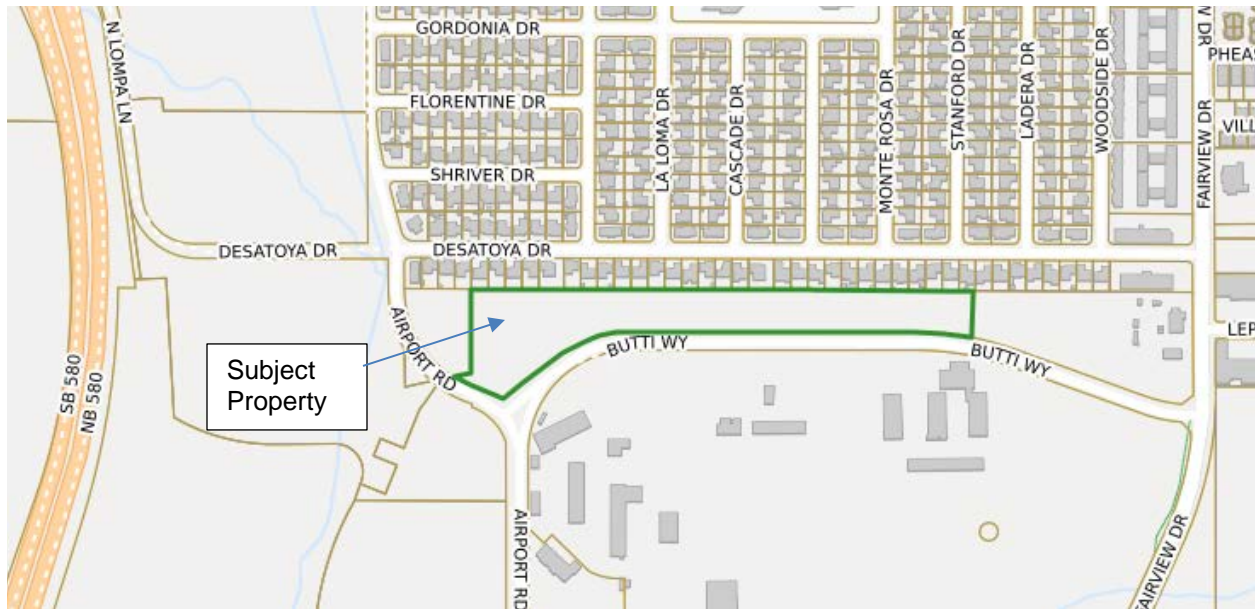 GORDONIA DR
N LOMPA LN
FLORENTINE DR
SHRIVER DR
LA LOMA DR
CASCADE DR
MONTE ROSA DR
STANFORD DR
LADERA DR
WOODSIDE DR
W DR
PHEAS
VILL
FAIRVIEW DR
DESATOYA DR
DESATOYA DR
AIRPORT RD
BUTTI WY
BUTTI WY
LEP
SB 580
NB 580
Subject
Property
AIRPORT RD
FAIRVIEW DR